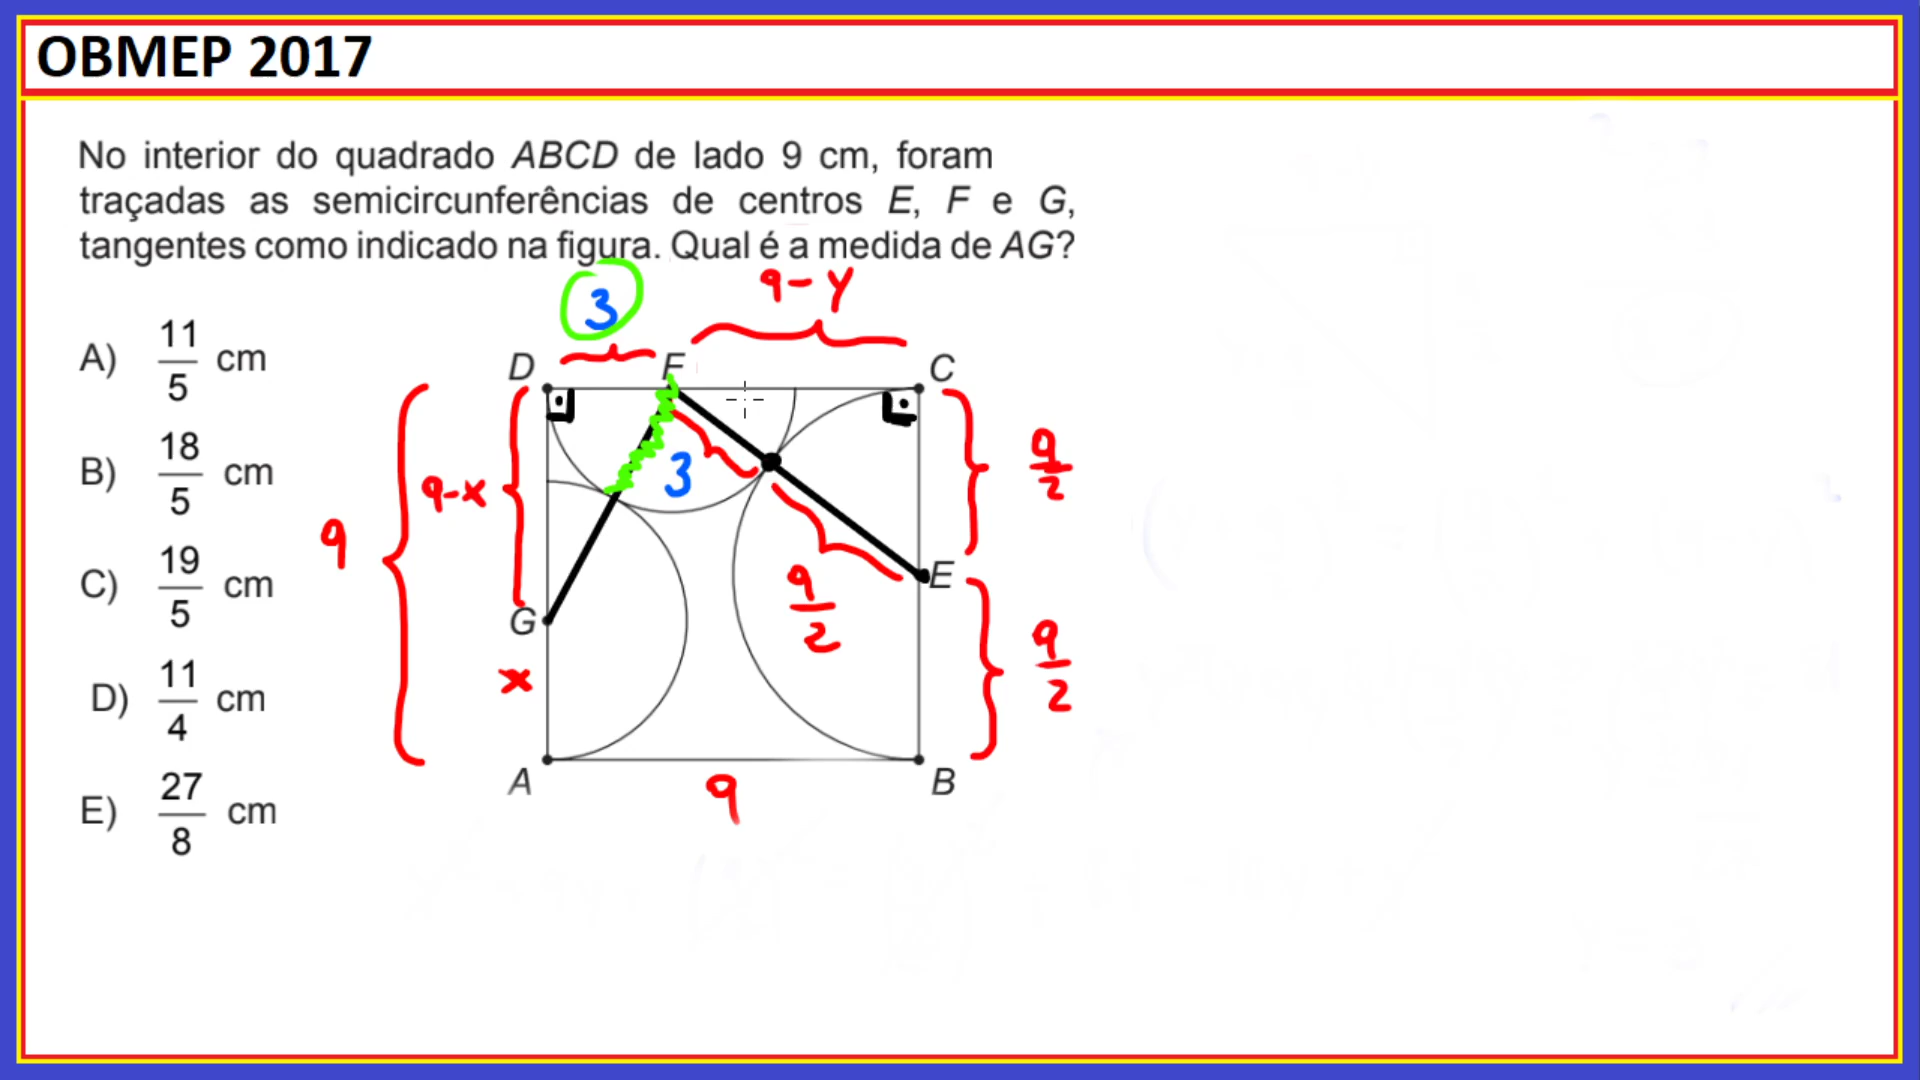 OBMEP 2017
No interior do quadrado ABCD de lado 9 cm, foram
traçadas as semicircunferências de centros E, F e G,
tangentes como indicado na figura. Qual é a medida de AG?
A) 11/5 cm
B) 18/5 cm
C) 19/5 cm
D) 11/4 cm
E) 27/8 cm
3
9-y
D F C
9-x
9
3
9/2
G
E
9/2
x
9/2
A B
9